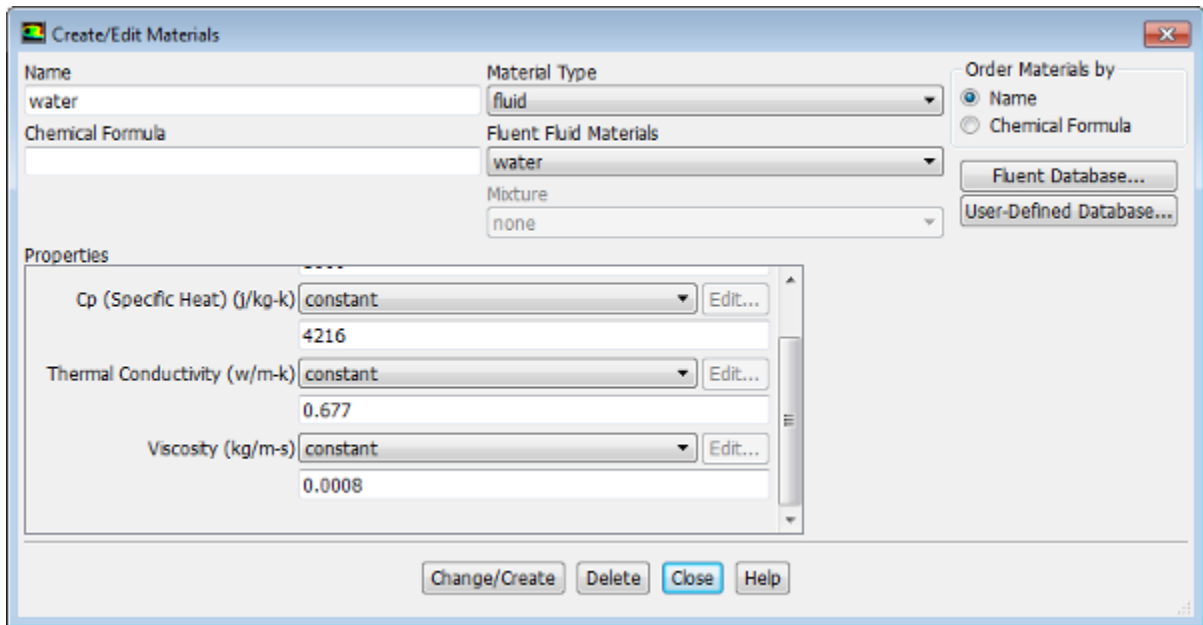 Create/Edit Materials
Name
water
Chemical Formula
Material Type
fluid
Fluent Fluid Materials
water
Mixture
none
Order Materials by
Name
Chemical Formula
Fluent Database...
User-Defined Database...
Properties
Cp (Specific Heat) (j/kg-k) constant Edit...
4216
Thermal Conductivity (w/m-k) constant Edit...
0.677
Viscosity (kg/m-s) constant Edit...
0.0008
Change/Create Delete Close Help